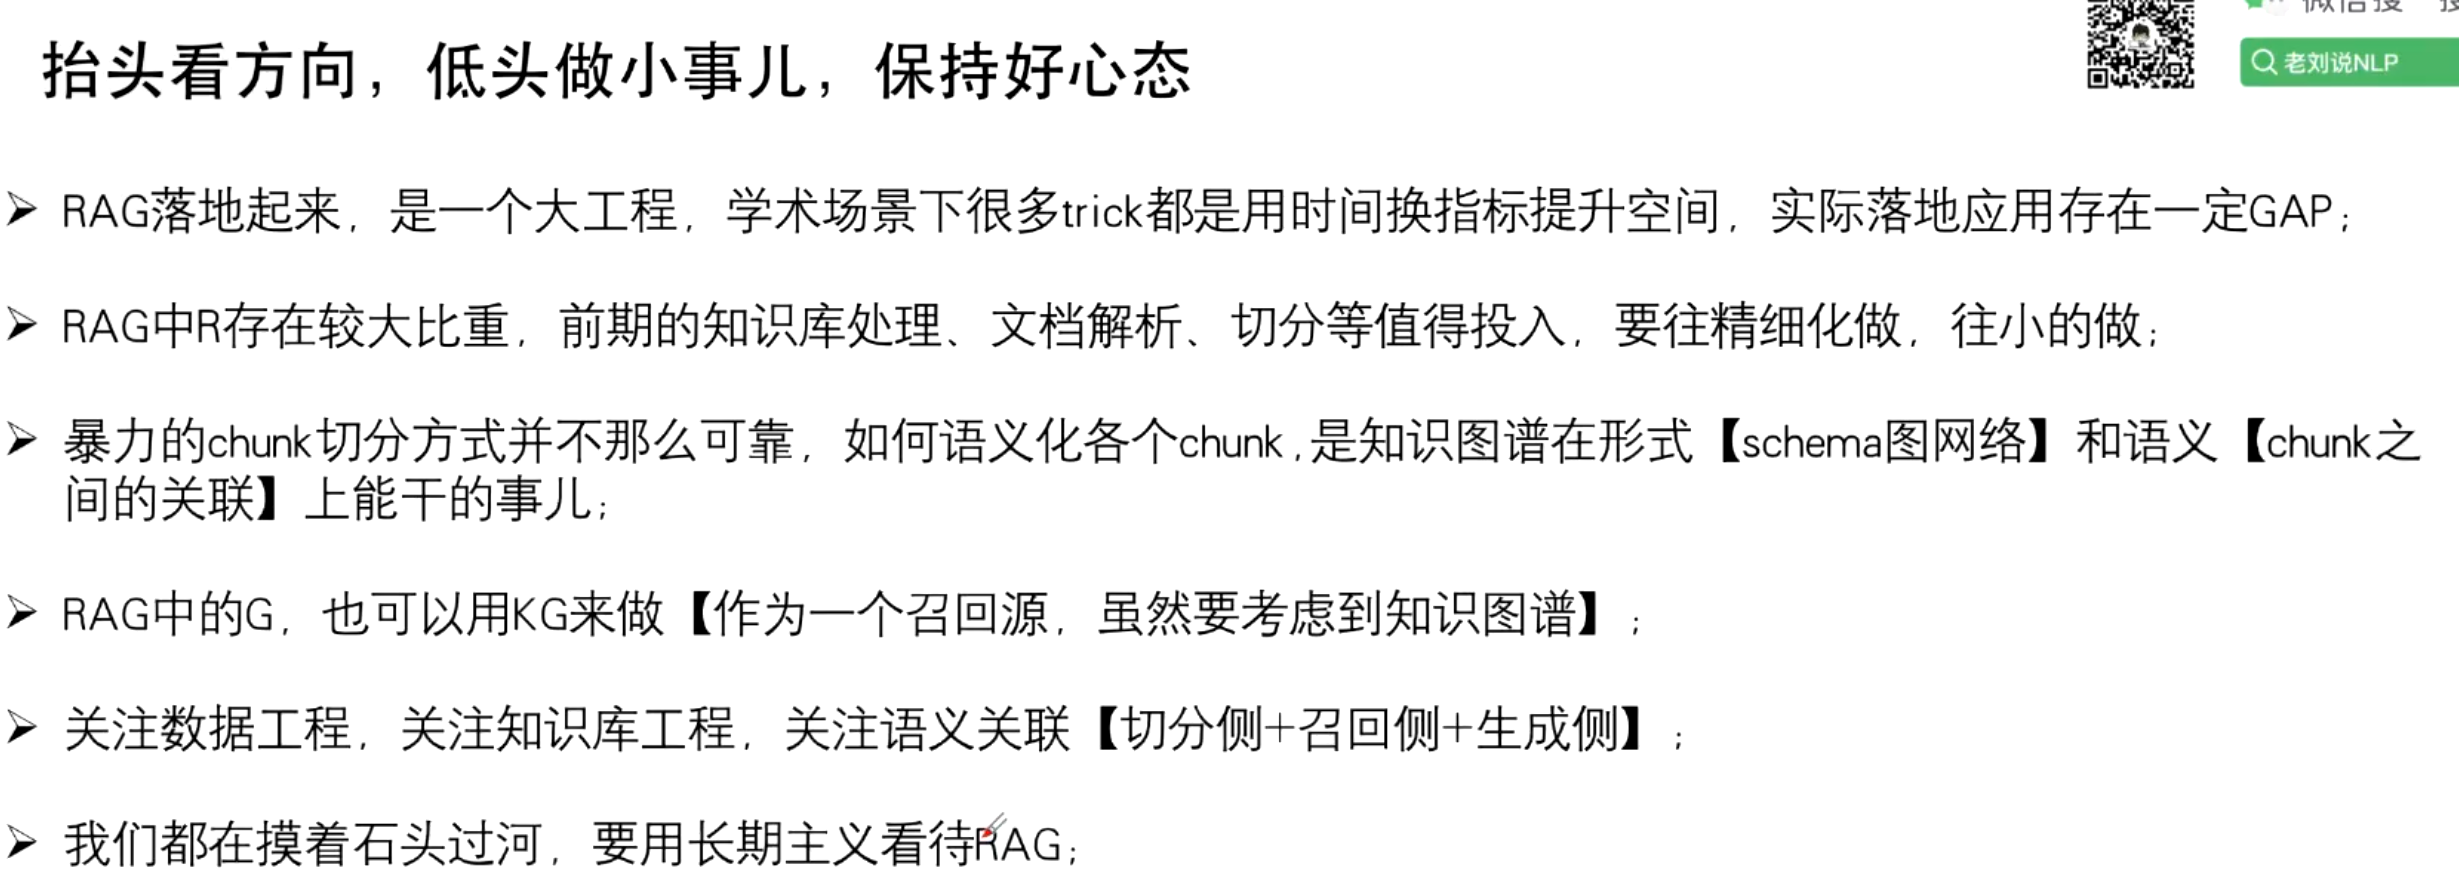 微信搜
抬头看方向，低头做小事儿，保持好心态
老刘说NLP
RAG落地起来，是一个大工程，学术场景下很多trick都是用时间换指标提升空间，实际落地应用存在一定GAP；
RAG中R存在较大比重，前期的知识库处理、文档解析、切分等值得投入，要往精细化做，往小的做；
暴力的chunk切分方式并不那么可靠，如何语义化各个chunk,是知识图谱在形式【schema图网络】和语义【chunk之
间的关联】上能干的事儿；
RAG中的G，也可以用KG来做【作为一个召回源，虽然要考虑到知识图谱】；
关注数据工程，关注知识库工程，关注语义关联【切分侧+召回侧+生成侧】；
我们都在摸着石头过河，要用长期主义看待RAG；